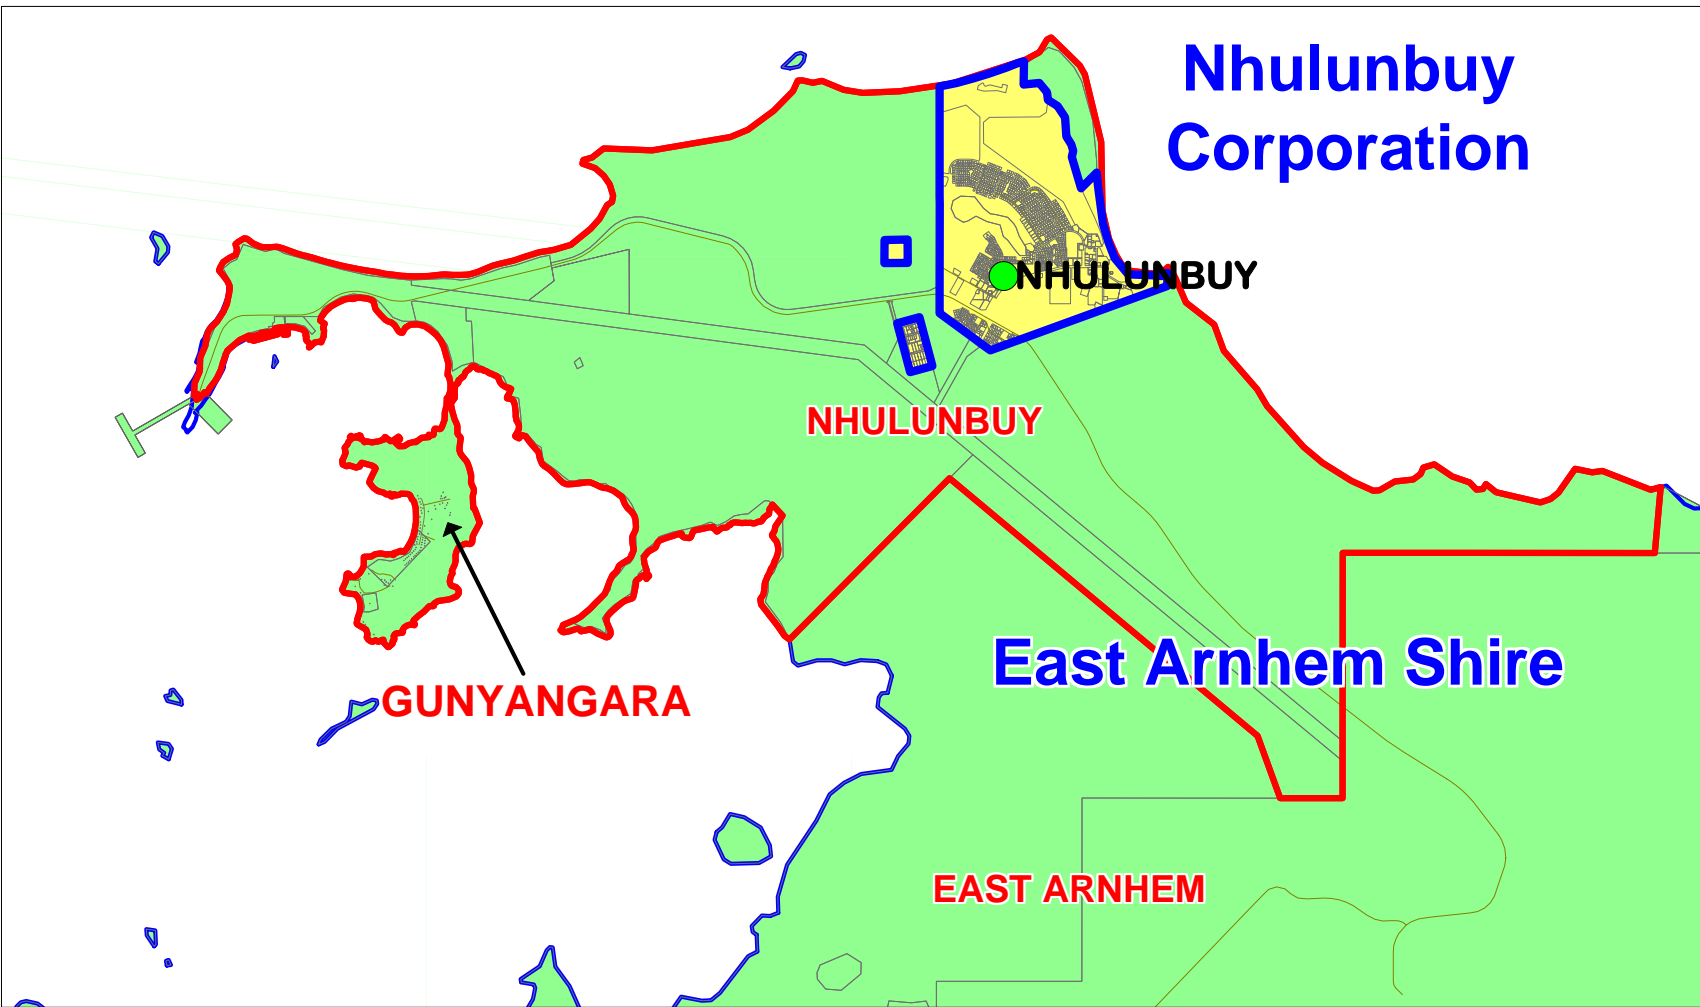 Nhulunbuy
Corporation
NHULUNBUY
NHULUNBUY
East Arnhem Shire
GUNYANGARA
EAST ARNHEM